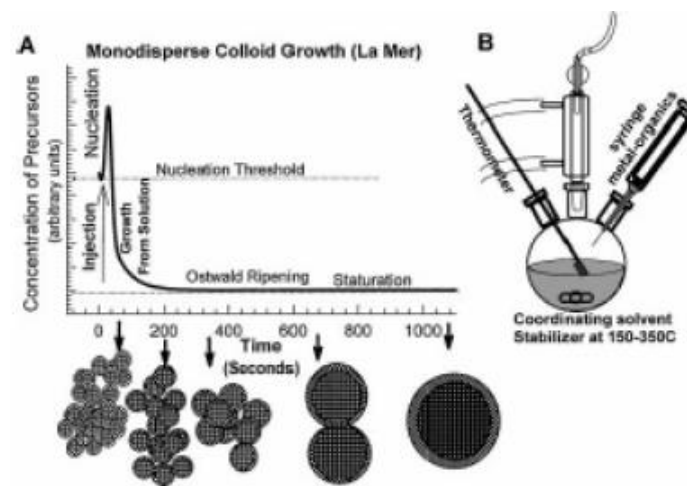 A
Monodisperse Colloid Growth (La Mer)
Concentration of Precursors
(arbitrary units)
Nucleation
Nucleation Threshold
Injection
Growth
From Solution
Ostwald Ripening
Staturation
0 200 400 600 800 1000
Time
(Seconds)
B
Thermometer
syringe
metal-organics
Coordinating solvent
Stabilizer at 150-350C